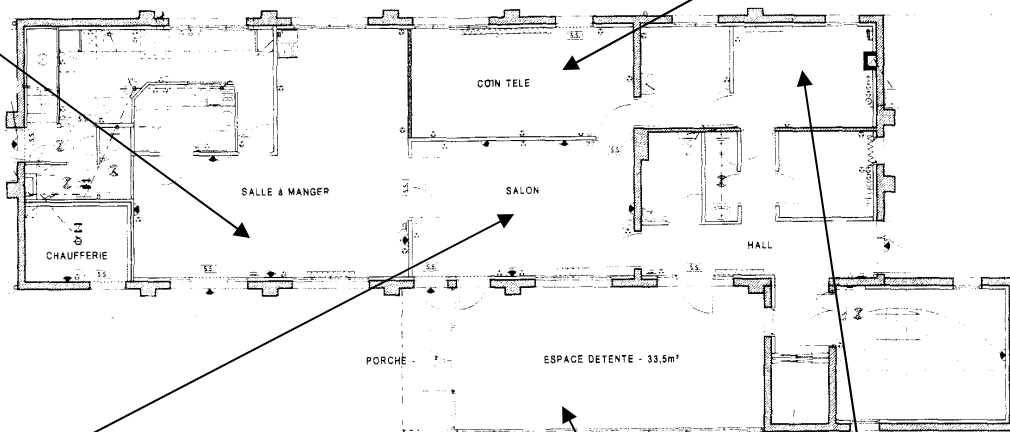 S.S.
COIN TELE
S.S.
S.S.
SALLE à MANGER
S.S.
SALON
CHAUFFERIE
HALL
S.S.
S.S.
S.S.
S.S.
PORCHE -
ESPACE DETENTE - 33,5m²
S.S.